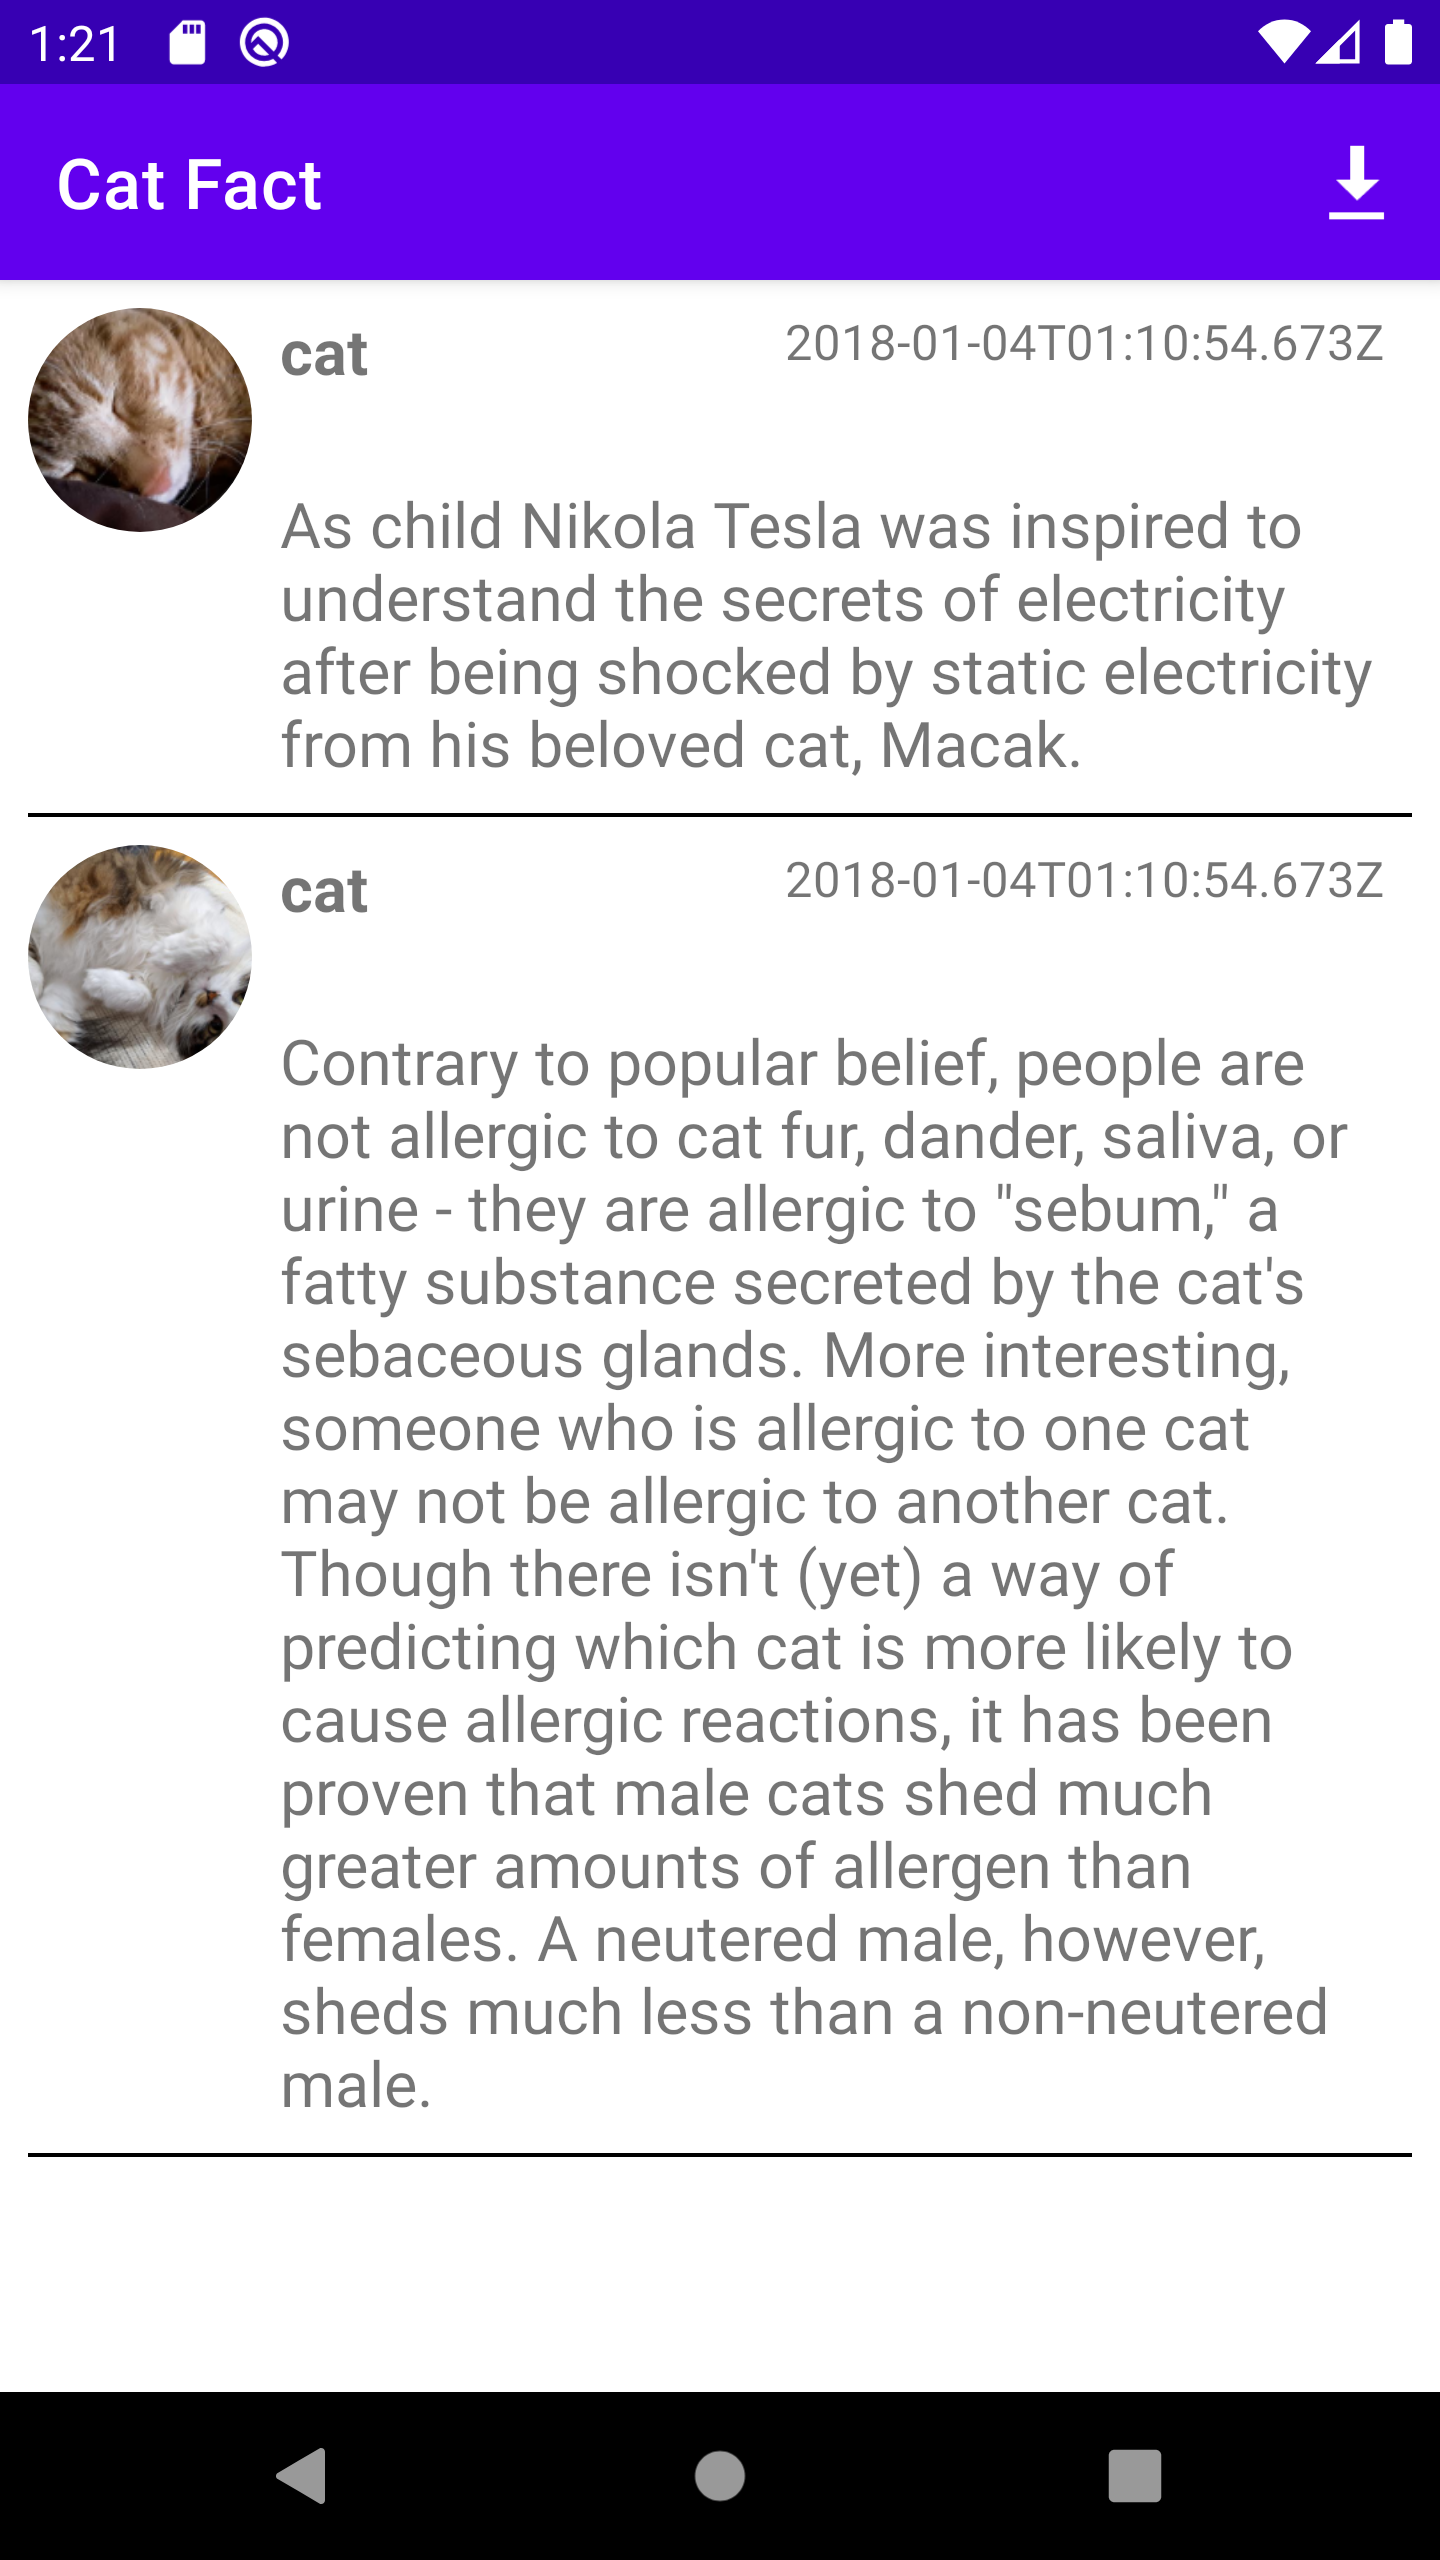 1:21
Cat Fact
cat
2018-01-04T01:10:54.673Z
As child Nikola Tesla was inspired to
understand the secrets of electricity
after being shocked by static electricity
from his beloved cat, Macak.
cat
2018-01-04T01:10:54.673Z
Contrary to popular belief, people are
not allergic to cat fur, dander, saliva, or
urine - they are allergic to "sebum," a
fatty substance secreted by the cat's
sebaceous glands. More interesting,
someone who is allergic to one cat
may not be allergic to another cat.
Though there isn't (yet) a way of
predicting which cat is more likely to
cause allergic reactions, it has been
proven that male cats shed much
greater amounts of allergen than
females. A neutered male, however,
sheds much less than a non-neutered
male.